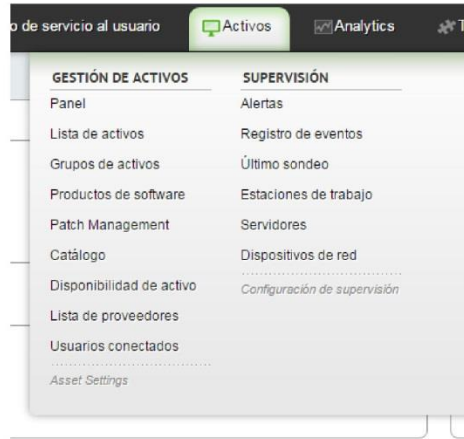 o de servicio al usuario Activos Analytics
GESTIÓN DE ACTIVOS
Panel
Lista de activos
Grupos de activos
Productos de software
Patch Management
Catálogo
Disponibilidad de activo
Lista de proveedores
Usuarios conectados
Asset Settings
SUPERVISIÓN
Alertas
Registro de eventos
Último sondeo
Estaciones de trabajo
Servidores
Dispositivos de red
Configuración de supervisión